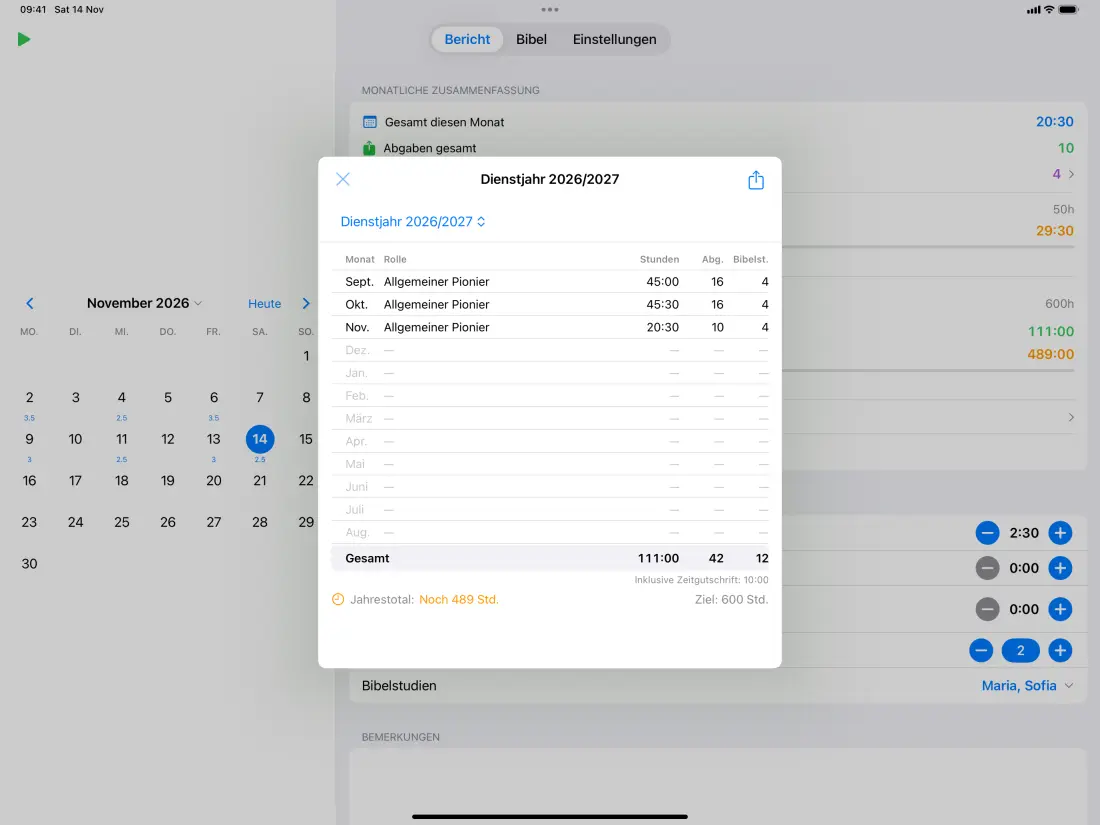 09:41 Sat 14 Nov
Bericht Bibel Einstellungen
MONATLICHE ZUSAMMENFASSUNG
Gesamt diesen Monat 20:30
Abgaben gesamt 10
4
50h
29:30
600h
111:00
489:00
November 2026 Heute
MO. DI. MI. DO. FR. SA. SO.
1
2 3 4 5 6 7 8
3.5 2.5 3.5
9 10 11 12 13 14 15
3 2.5 3 2.5
16 17 18 19 20 21 22
23 24 25 26 27 28 29
30
Dienstjahr 2026/2027
Dienstjahr 2026/2027
Monat Rolle Stunden Abg. Bibelst.
Sept. Allgemeiner Pionier 45:00 16 4
Okt. Allgemeiner Pionier 45:30 16 4
Nov. Allgemeiner Pionier 20:30 10 4
Dez. — — — —
Jan. — — — —
Feb. — — — —
März — — — —
Apr. — — — —
Mai — — — —
Juni — — — —
Juli — — — —
Aug. — — — —
Gesamt 111:00 42 12
Inklusive Zeitgutschrift: 10:00
Jahrestotal: Noch 489 Std. Ziel: 600 Std.
2:30
0:00
0:00
2
Bibelstudien Maria, Sofia
BEMERKUNGEN